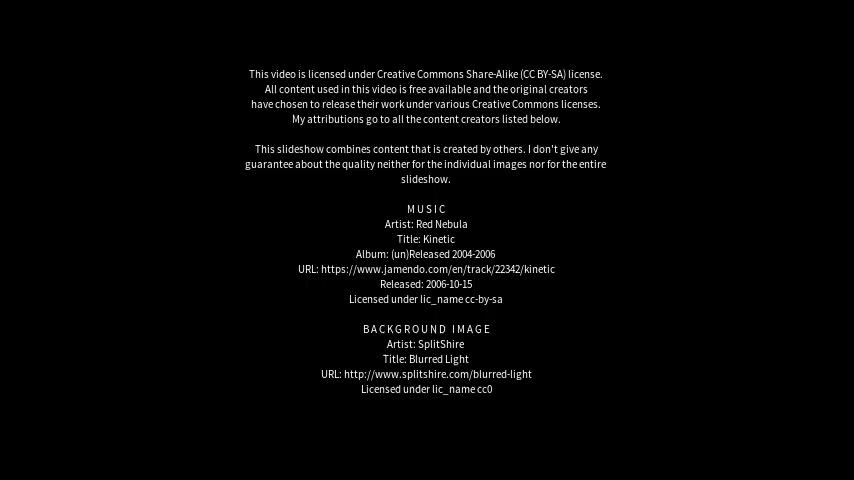 This video is licensed under Creative Commons Share-Alike (CC BY-SA) license.
All content used in this video is free available and the original creators
have chosen to release their work under various Creative Commons licenses.
My attributions go to all the content creators listed below.
This slideshow combines content that is created by others. I don't give any
guarantee about the quality neither for the individual images nor for the entire
slideshow.
MUSIC
Artist: Red Nebula
Title: Kinetic
Album: (un)Released 2004-2006
URL: https://www.jamendo.com/en/track/22342/kinetic
Released: 2006-10-15
Licensed under lic_name cc-by-sa
BACKGROUND IMAGE
Artist: SplitShire
Title: Blurred Light
URL: http://www.splitshire.com/blurred-light
Licensed under lic_name cc0